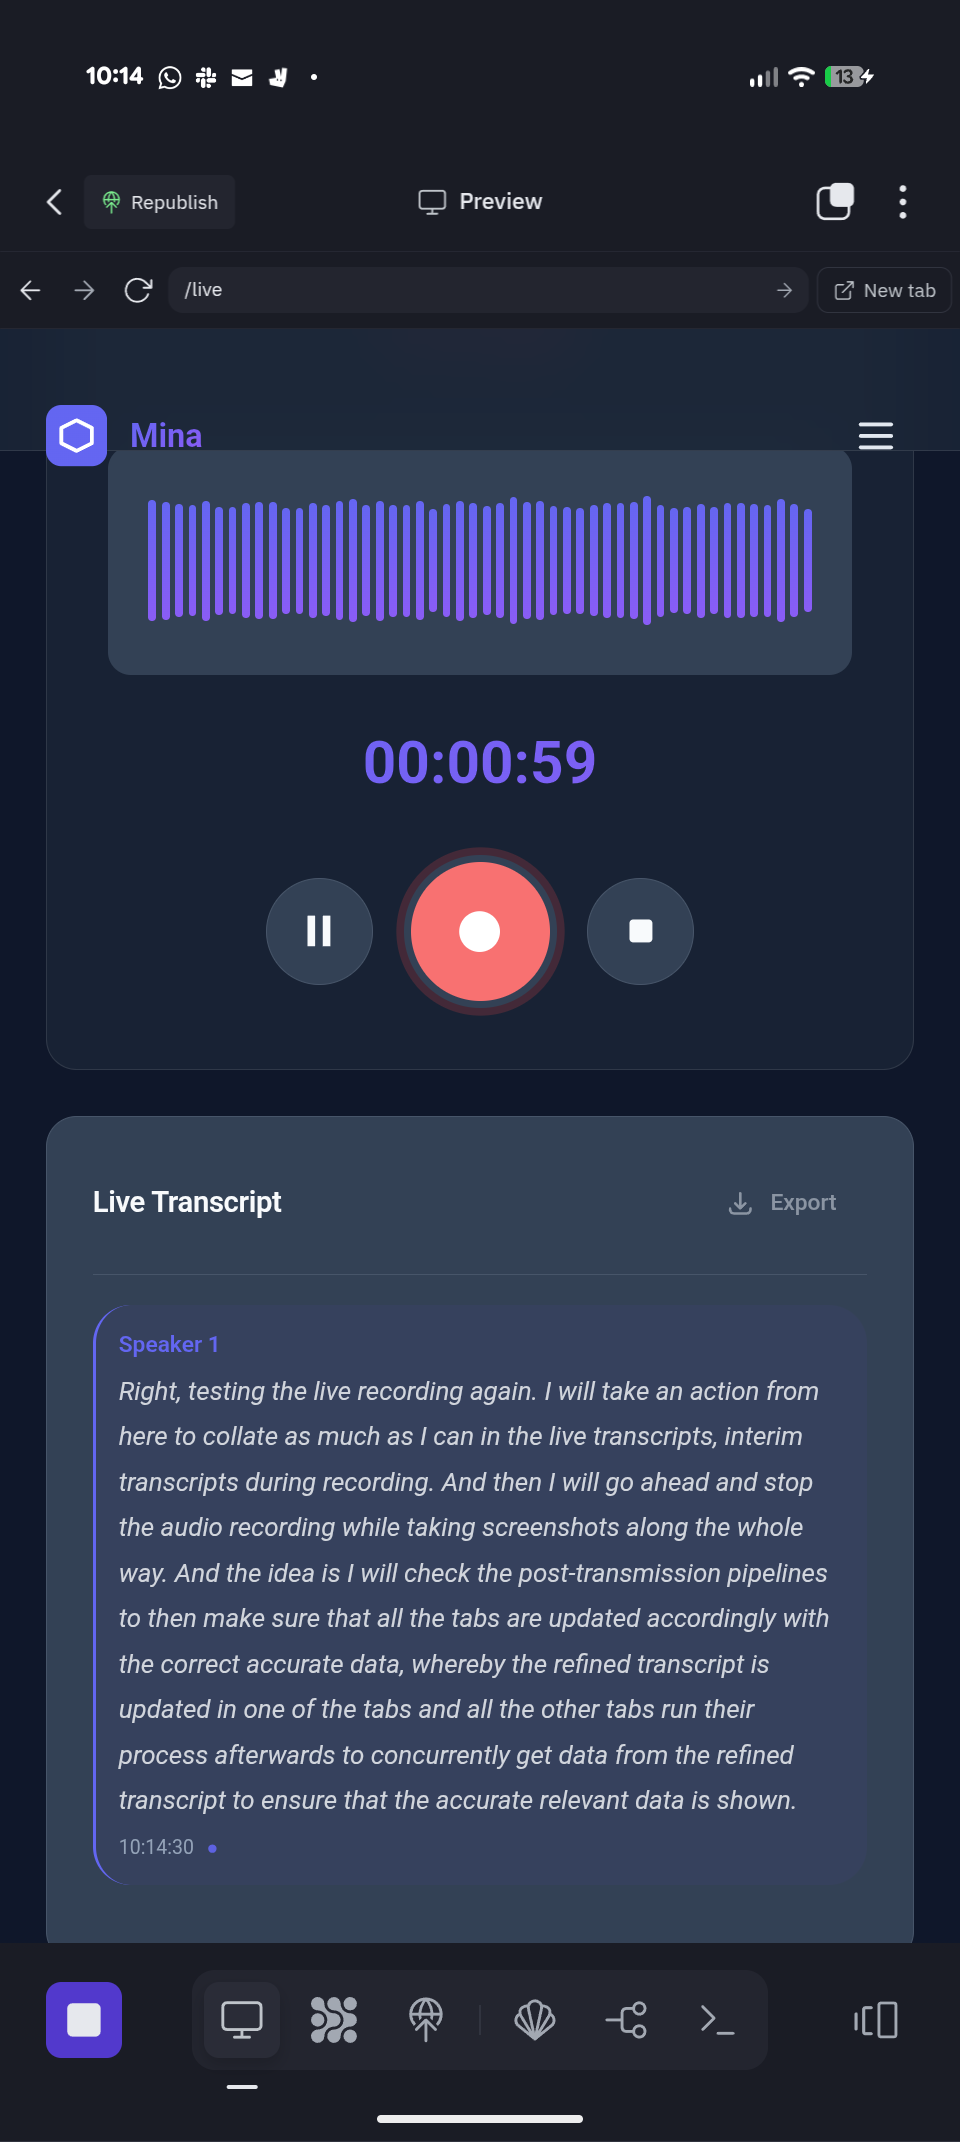 10:14
13
Republish
Preview
/live
New tab
Mina
00:00:59
Live Transcript
Export
Speaker 1
Right, testing the live recording again. I will take an action from
here to collate as much as I can in the live transcripts, interim
transcripts during recording. And then I will go ahead and stop
the audio recording while taking screenshots along the whole
way. And the idea is I will check the post-transmission pipelines
to then make sure that all the tabs are updated accordingly with
the correct accurate data, whereby the refined transcript is
updated in one of the tabs and all the other tabs run their
process afterwards to concurrently get data from the refined
transcript to ensure that the accurate relevant data is shown.
10:14:30